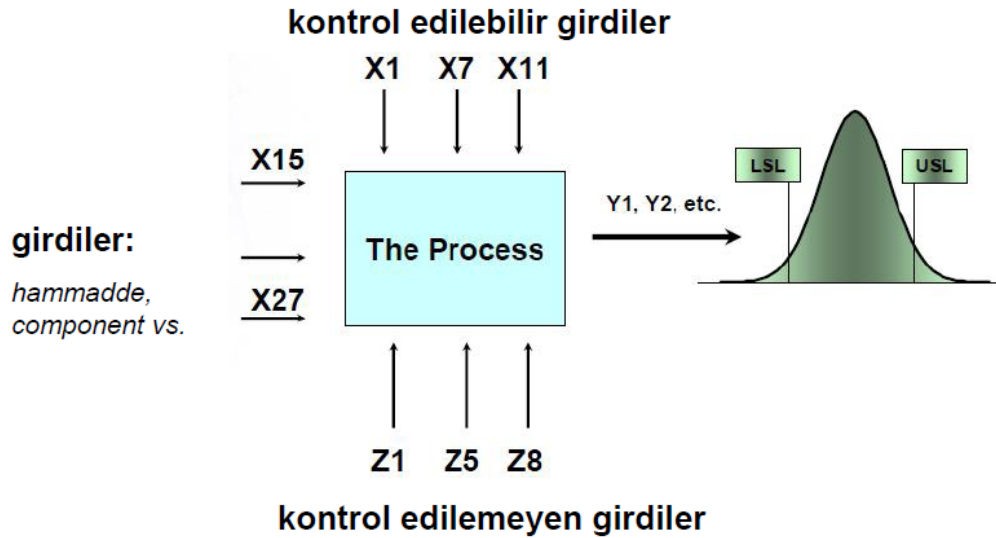 kontrol edilebilir girdiler
X1 X7 X11
X15
LSL
USL
Y1, Y2, etc.
girdiler:
The Process
hammadde,
component vs.
X27
Z1 Z5 Z8
kontrol edilemeyen girdiler